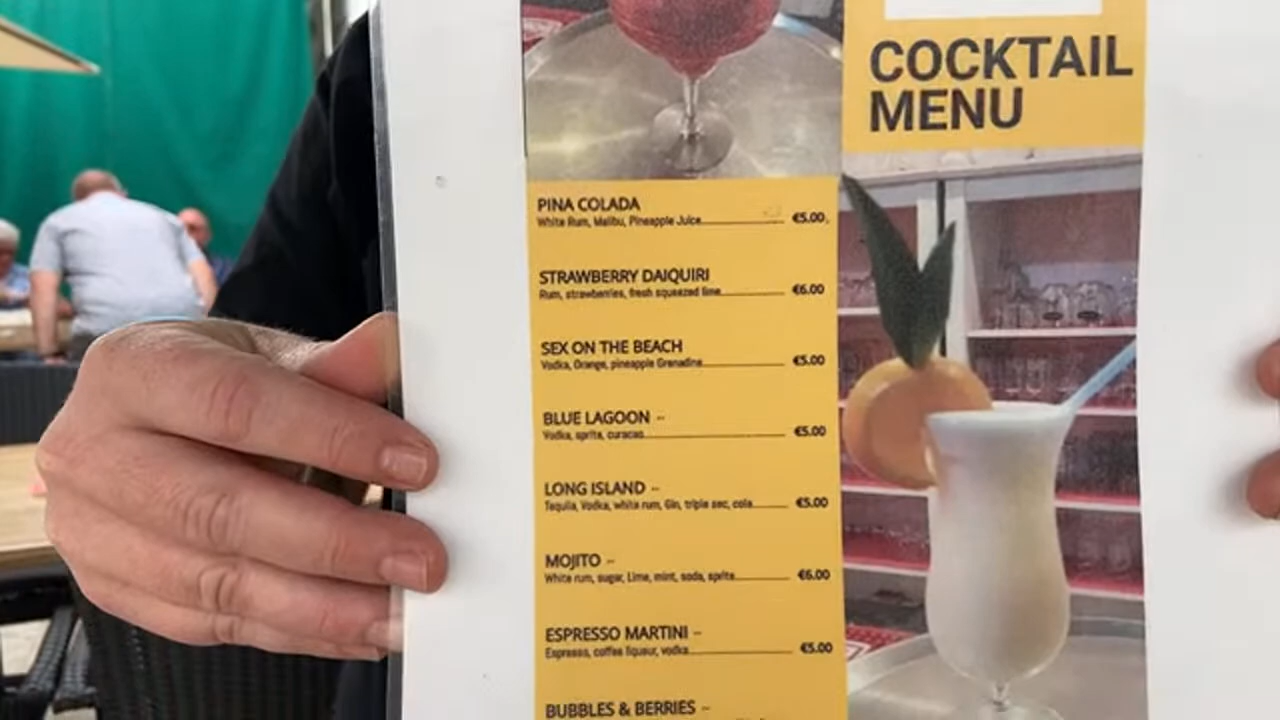 COCKTAIL
MENU
PINA COLADA
White Rum, Malibu, Pineapple Juice €5.00
STRAWBERRY DAIQUIRI
Rum, strawberries, fresh squeezed lime €6.00
SEX ON THE BEACH
Vodka, Orange, pineapple Grenadine €5.00
BLUE LAGOON --
Vodka, sprite, curacao €5.00
LONG ISLAND --
Tequila, Vodka, white rum, Gin, triple sec, cola €5.00
MOJITO --
White rum, sugar, Lime, mint, soda, sprite €6.00
ESPRESSO MARTINI --
Espresso, coffee liqueur, vodka €5.00
BUBBLES & BERRIES --